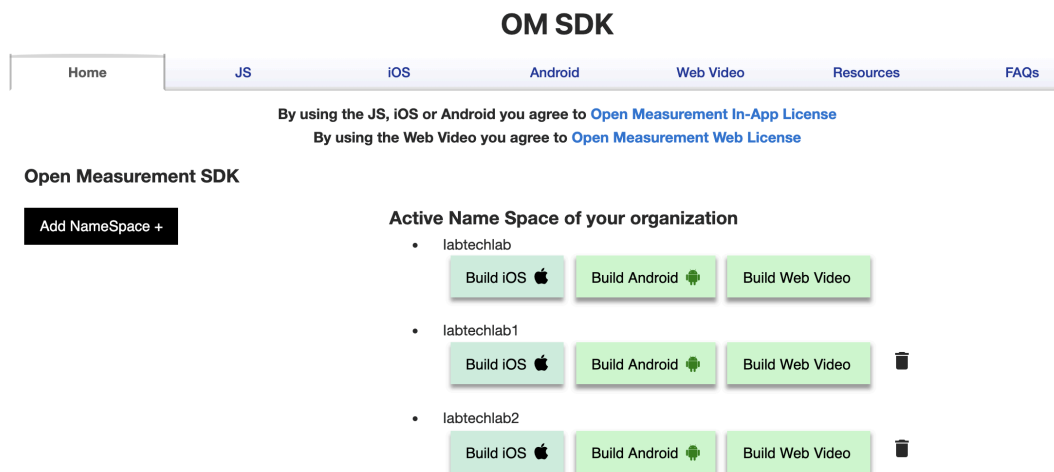 OM SDK
Home JS iOS Android Web Video Resources FAQs
By using the JS, iOS or Android you agree to Open Measurement In-App License
By using the Web Video you agree to Open Measurement Web License
Open Measurement SDK
Add NameSpace +
Active Name Space of your organization
labtechlab
Build iOS Build Android Build Web Video
labtechlab1
Build iOS Build Android Build Web Video
labtechlab2
Build iOS Build Android Build Web Video